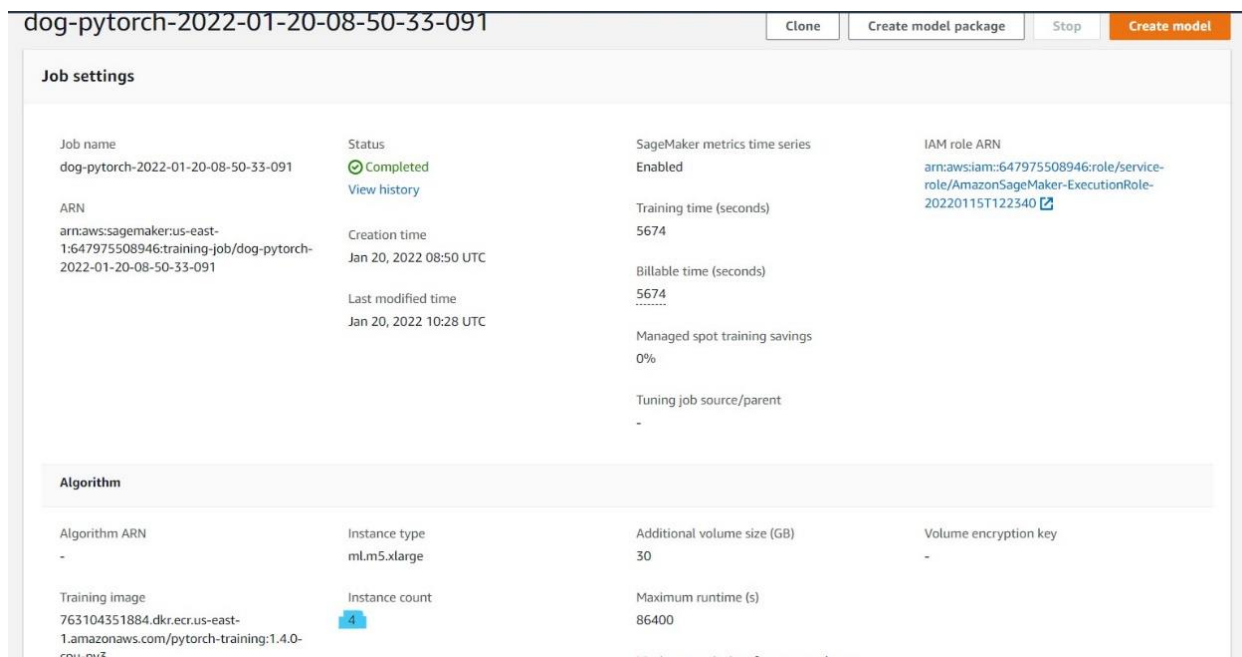 dog-pytorch-2022-01-20-08-50-33-091
Clone
Create model package
Stop
Create model
Job settings
Job name
dog-pytorch-2022-01-20-08-50-33-091
ARN
arn:aws:sagemaker:us-east-
1:647975508946:training-job/dog-pytorch-
2022-01-20-08-50-33-091
Status
Completed
View history
Creation time
Jan 20, 2022 08:50 UTC
Last modified time
Jan 20, 2022 10:28 UTC
SageMaker metrics time series
Enabled
Training time (seconds)
5674
Billable time (seconds)
5674
Managed spot training savings
0%
Tuning job source/parent
-
IAM role ARN
arn:aws:iam::647975508946:role/service-
role/AmazonSageMaker-ExecutionRole-
20220115T122340
Algorithm
Algorithm ARN
-
Training image
763104351884.dkr.ecr.us-east-
1.amazonaws.com/pytorch-training:1.4.0-
cpu-py3
Instance type
ml.m5.xlarge
Instance count
4
Additional volume size (GB)
30
Maximum runtime (s)
86400
Volume encryption key
-